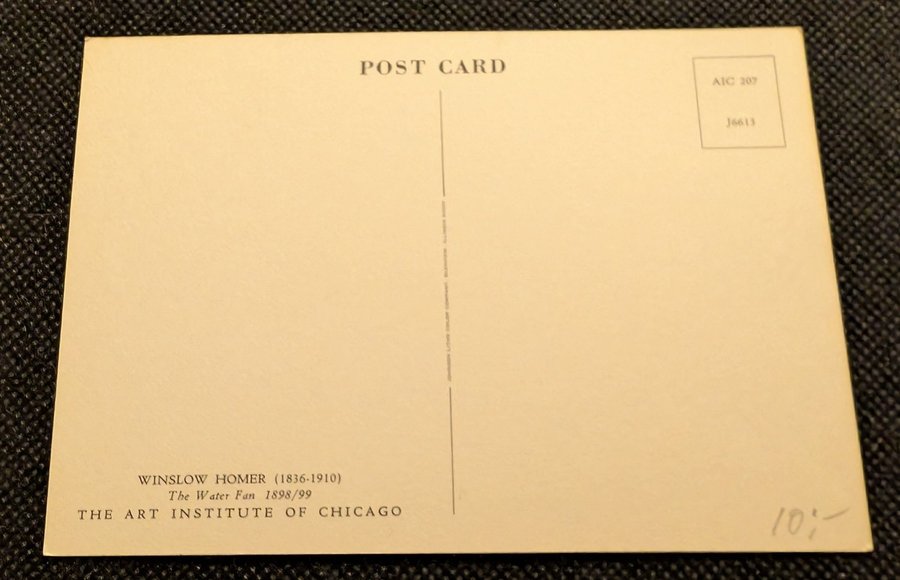 POST CARD
AIC 207
J6613
WINSLOW HOMER (1836-1910)
The Water Fan 1898/99
THE ART INSTITUTE OF CHICAGO
10:-